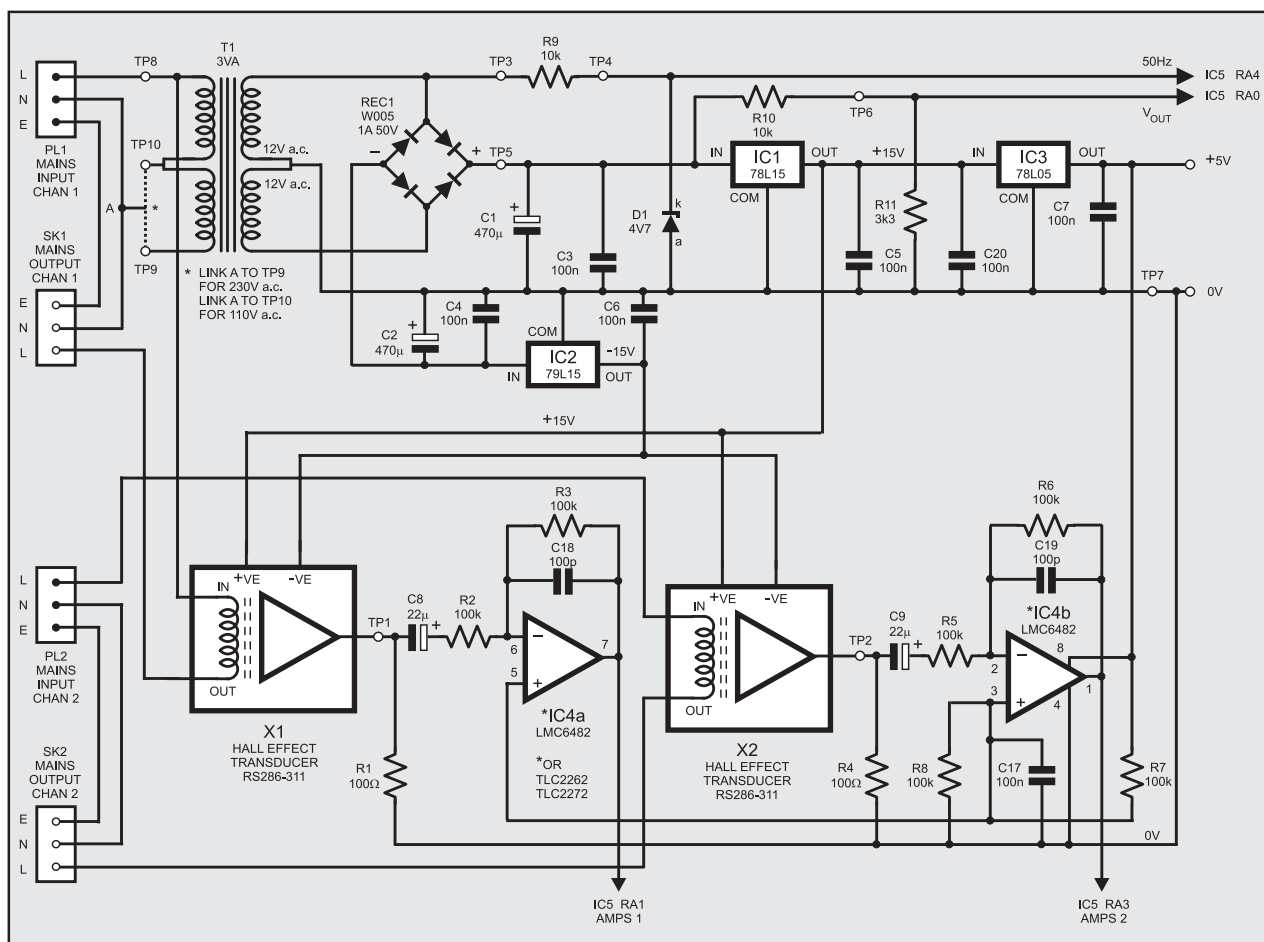 T1
3VA
TP8
L
N
E
PL1
MAINS
INPUT
CHAN 1
TP10
A
*
TP9
12V a.c.
12V a.c.
* LINK A TO TP9
FOR 230V a.c.
LINK A TO TP10
FOR 110V a.c.
SK1
MAINS
OUTPUT
CHAN 1
E
N
L
REC1
W005
1A 50V
−
+
TP3
R9
10k
TP4
TP5
50Hz
IC5 RA4
IC5 RA0
VOUT
R10
10k
TP6
IN
IC1
78L15
OUT
COM
+15V
IN
IC3
78L05
OUT
COM
+5V
C1
470µ
+
C3
100n
D1
4V7
k
a
R11
3k3
C5
100n
C20
100n
C7
100n
TP7
0V
C2
470µ
+
C4
100n
COM
IC2
79L15
IN
OUT
-15V
C6
100n
+15V
L
N
E
PL2
MAINS
INPUT
CHAN 2
SK2
MAINS
OUTPUT
CHAN 2
E
N
L
IN
+VE
-VE
OUT
X1
HALL EFFECT
TRANSDUCER
RS286-311
TP1
C8
22µ
+
R2
100k
R3
100k
C18
100p
6
5
7
−
+
*IC4a
LMC6482
*OR
TLC2262
TLC2272
R1
100Ω
IC5 RA1
AMPS 1
IN
+VE
-VE
OUT
X2
HALL EFFECT
TRANSDUCER
RS286-311
TP2
C9
22µ
+
R5
100k
R6
100k
C19
100p
*IC4b
LMC6482
2
3
8
4
1
−
+
R4
100Ω
R8
100k
C17
100n
R7
100k
0V
IC5 RA3
AMPS 2